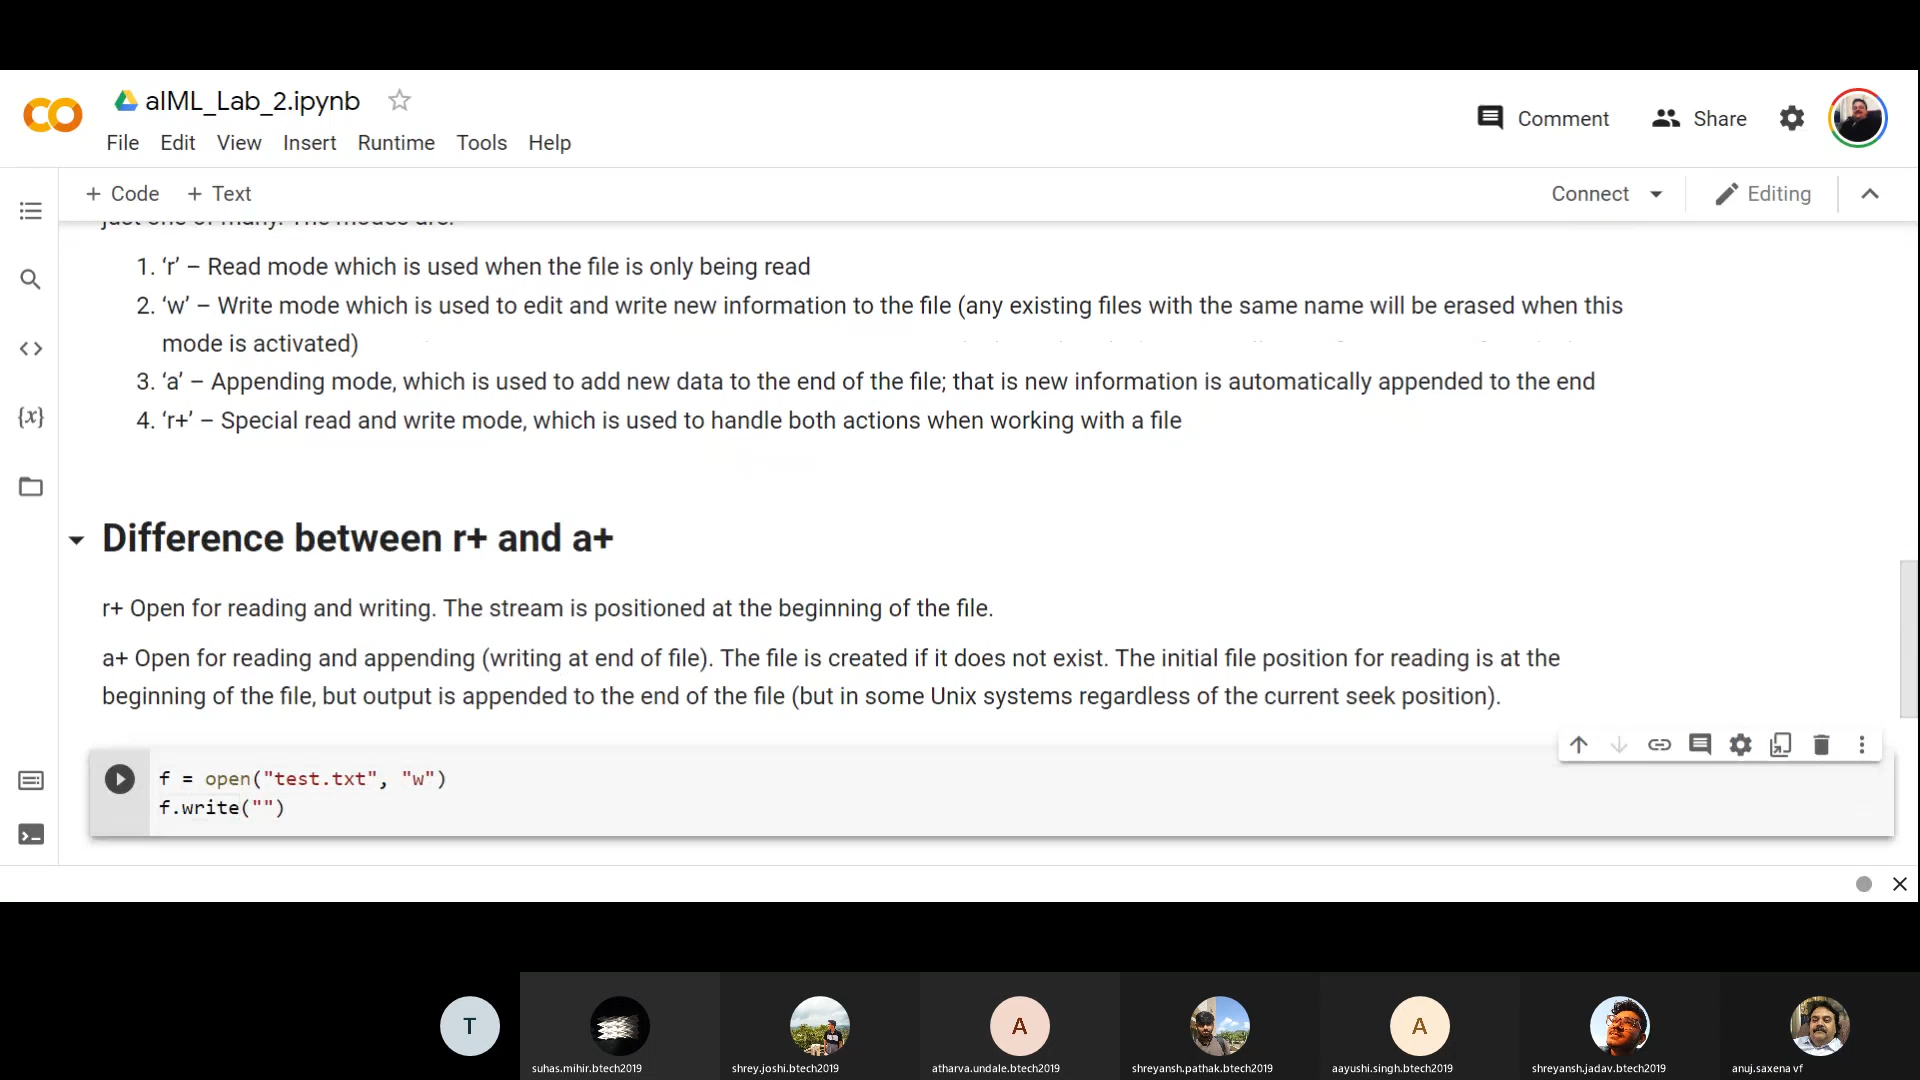 aIML_Lab_2.ipynb
File Edit View Insert Runtime Tools Help
Comment
Share
+ Code + Text
Connect
Editing
just one of many. The modes are:
1. ‘r’ – Read mode which is used when the file is only being read
2. ‘w’ – Write mode which is used to edit and write new information to the file (any existing files with the same name will be erased when this
mode is activated)
3. ‘a’ – Appending mode, which is used to add new data to the end of the file; that is new information is automatically appended to the end
4. ‘r+’ – Special read and write mode, which is used to handle both actions when working with a file
Difference between r+ and a+
r+ Open for reading and writing. The stream is positioned at the beginning of the file.
a+ Open for reading and appending (writing at end of file). The file is created if it does not exist. The initial file position for reading is at the
beginning of the file, but output is appended to the end of the file (but in some Unix systems regardless of the current seek position).
f = open("test.txt", "w")
f.write("")
T
A
A
suhas.mihir.btech2019
shrey.joshi.btech2019
atharva.undale.btech2019
shreyansh.pathak.btech2019
aayushi.singh.btech2019
shreyansh.jadav.btech2019
anuj.saxena vf